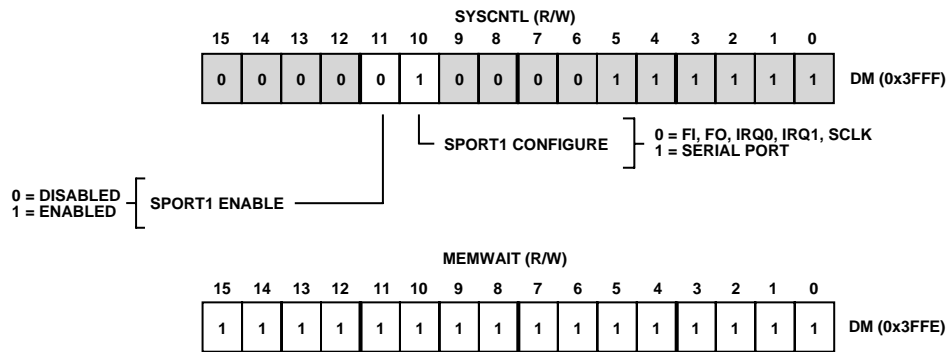 SYSCNTL (R/W)
15 14 13 12 11 10 9 8 7 6 5 4 3 2 1 0
0 0 0 0 0 1 0 0 0 0 1 1 1 1 1 1 DM (0x3FFF)
SPORT1 CONFIGURE
0 = FI, FO, IRQ0, IRQ1, SCLK
1 = SERIAL PORT
0 = DISABLED
1 = ENABLED
SPORT1 ENABLE
MEMWAIT (R/W)
15 14 13 12 11 10 9 8 7 6 5 4 3 2 1 0
1 1 1 1 1 1 1 1 1 1 1 1 1 1 1 1 DM (0x3FFE)